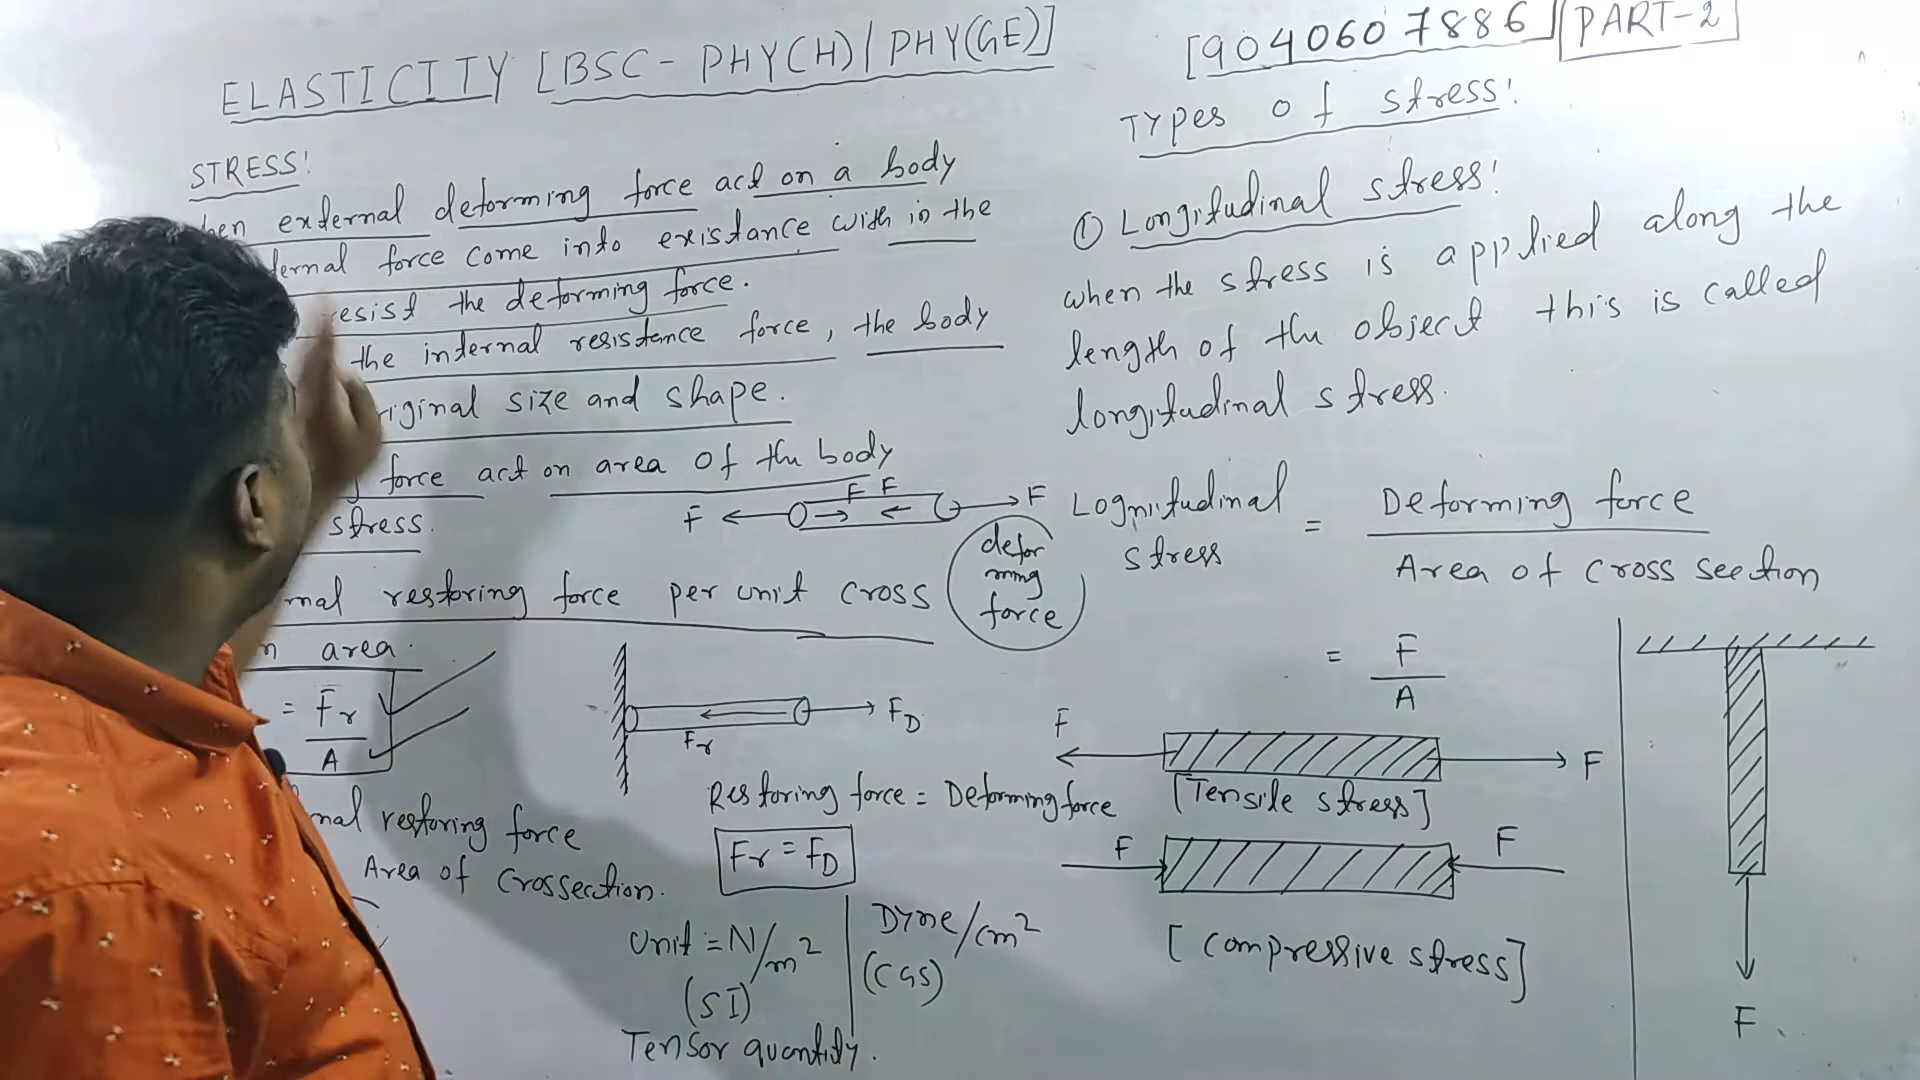 ELASTICITY [BSC- PHY(H)/PHY(GE)]
[9040607886]
PART-2
STRESS!
external deforming force act on a body
force come into existance with in the
resist the deforming force.
the internal resistance force, the body
size and shape.
force act on area of the body
stress.
F F F F
deforming force
restoring force per unit cross
area.
= Fr/A
Fr FD
Restoring force = Deforming force
Fr = FD
restoring force
Area of Crossection.
Unit = N/m² (SI)
Dyne/cm² (CGS)
Tensor quantity.
Types of stress!
① Longitudinal stress!
when the stress is applied along the
length of the object this is called
longitudinal stress.
Lognitudinal stress = Deforming force / Area of cross section
= F/A
F F
[Tensile stress]
F F
[compressive stress]
F